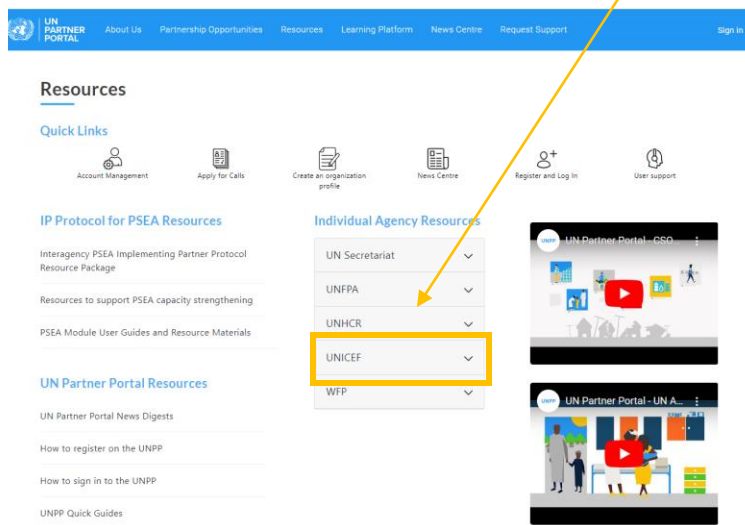 UN
PARTNER
PORTAL
About Us
Partnership Opportunities
Resources
Learning Platform
News Centre
Request Support
Sign in
Resources
Quick Links
Account Management
Apply for Calls
Create an organization
profile
News Centre
Register and Log In
User support
IP Protocol for PSEA Resources
Interagency PSEA Implementing Partner Protocol
Resource Package
Resources to support PSEA capacity strengthening
PSEA Module User Guides and Resource Materials
UN Partner Portal Resources
UN Partner Portal News Digests
How to register on the UNPP
How to sign in to the UNPP
UNPP Quick Guides
Individual Agency Resources
UN Secretariat
UNFPA
UNHCR
UNICEF
WFP
UNPP
UN Partner Portal - CSO...
UNPP
UN Partner Portal - UN A...